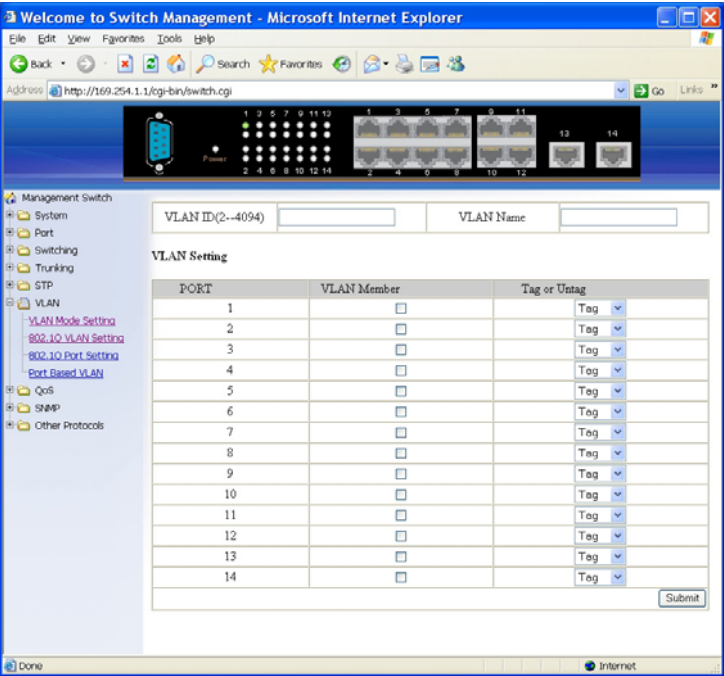 Welcome to Switch Management - Microsoft Internet Explorer
File Edit View Favorites Tools Help
Back Search Favorites
Address http://169.254.1.1/cgi-bin/switch.cgi Go Links »
1 3 5 7 9 11 13
Power
2 4 6 8 10 12 14
1 3 5 7 9 11
13 14
2 4 6 8 10 12
Management Switch
System
Port
Switching
Trunking
STP
VLAN
VLAN Mode Setting
802.1Q VLAN Setting
802.1Q Port Setting
Port Based VLAN
QoS
SNMP
Other Protocols
VLAN ID(2--4094) VLAN Name
VLAN Setting
PORT VLAN Member Tag or Untag
1 Tag
2 Tag
3 Tag
4 Tag
5 Tag
6 Tag
7 Tag
8 Tag
9 Tag
10 Tag
11 Tag
12 Tag
13 Tag
14 Tag
Submit
Done Internet